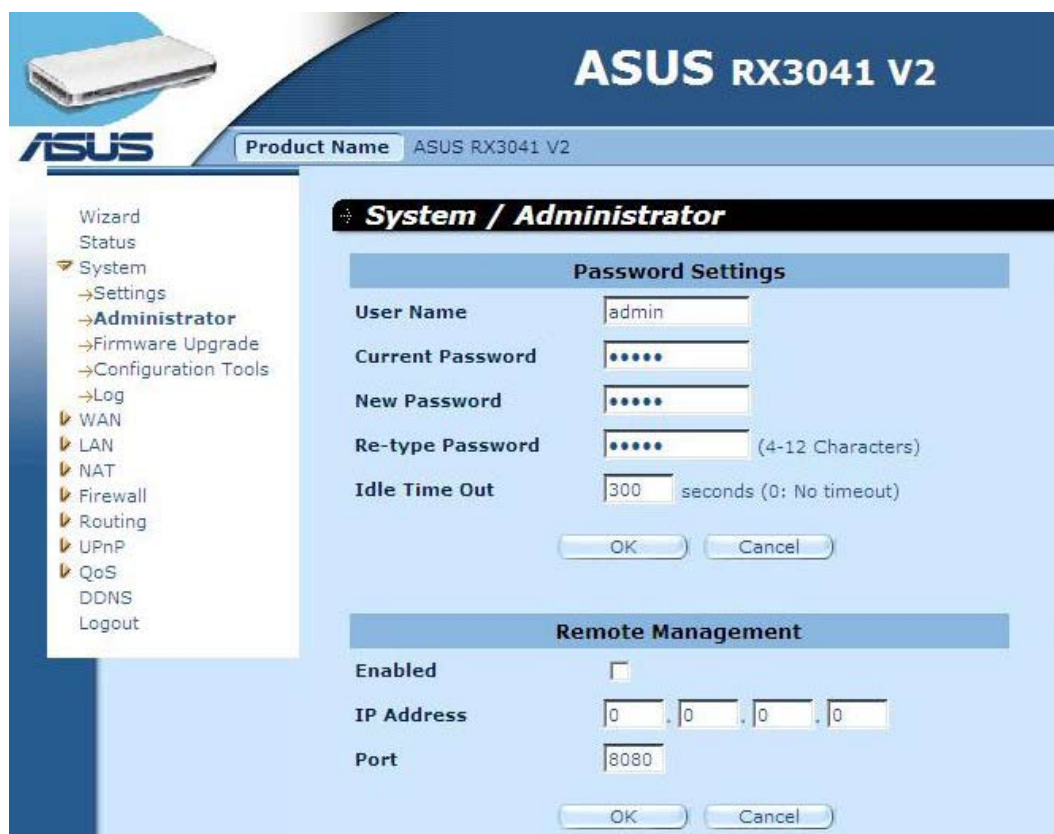 ASUS RX3041 V2
ASUS
Product Name ASUS RX3041 V2
Wizard
Status
System
Settings
Administrator
Firmware Upgrade
Configuration Tools
Log
WAN
LAN
NAT
Firewall
Routing
UPnP
QoS
DDNS
Logout
System / Administrator
Password Settings
User Name admin
Current Password •••••
New Password •••••
Re-type Password ••••• (4-12 Characters)
Idle Time Out 300 seconds (0: No timeout)
OK Cancel
Remote Management
Enabled
IP Address 0 . 0 . 0 . 0
Port 8080
OK Cancel